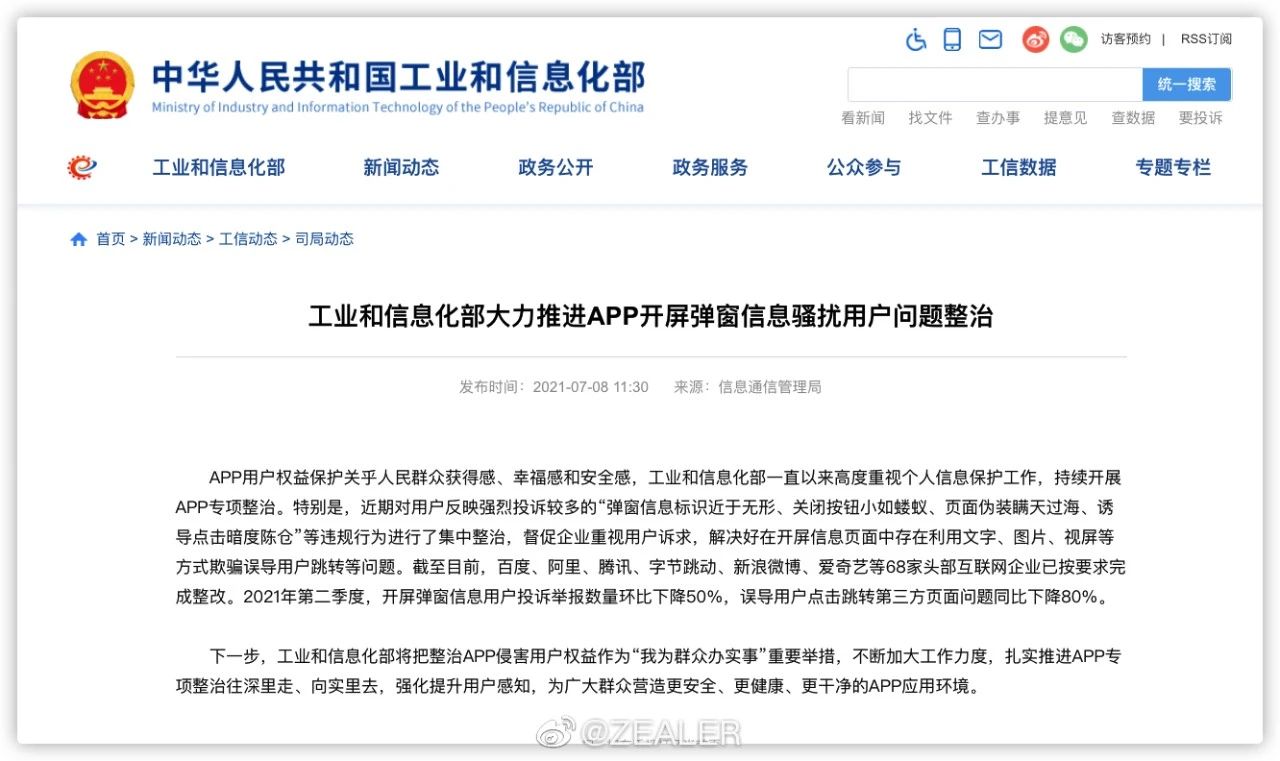 访客预约 | RSS订阅
中华人民共和国工业和信息化部
Ministry of Industry and Information Technology of the People's Republic of China
统一搜索
看新闻 找文件 查办事 提意见 查数据 要投诉
工业和信息化部 新闻动态 政务公开 政务服务 公众参与 工信数据 专题专栏
首页 > 新闻动态 > 工信动态 > 司局动态
工业和信息化部大力推进APP开屏弹窗信息骚扰用户问题整治
发布时间：2021-07-08 11:30 来源：信息通信管理局
APP用户权益保护关乎人民群众获得感、幸福感和安全感，工业和信息化部一直以来高度重视个人信息保护工作，持续开展
APP专项整治。特别是，近期对用户反映强烈投诉较多的“弹窗信息标识近于无形、关闭按钮小如蝼蚁、页面伪装瞒天过海、诱
导点击暗度陈仓”等违规行为进行了集中整治，督促企业重视用户诉求，解决好在开屏信息页面中存在利用文字、图片、视屏等
方式欺骗误导用户跳转等问题。截至目前，百度、阿里、腾讯、字节跳动、新浪微博、爱奇艺等68家头部互联网企业已按要求完
成整改。2021年第二季度，开屏弹窗信息用户投诉举报数量环比下降50%，误导用户点击跳转第三方页面问题同比下降80%。
下一步，工业和信息化部将把整治APP侵害用户权益作为“我为群众办实事”重要举措，不断加大工作力度，扎实推进APP专
项整治往深里走、向实里去，强化提升用户感知，为广大群众营造更安全、更健康、更干净的APP应用环境。
@ZEALER